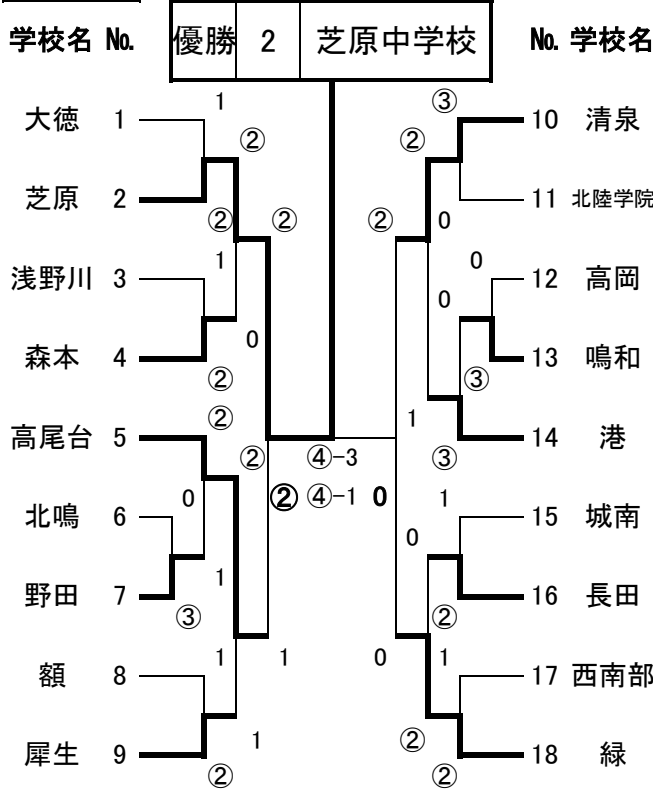 学校名 No. 優勝 2 芝原中学校 No. 学校名
1 ③
大徳 1 10 清泉
② ②
芝原 2 11 北陸学院
② ② ② 0
1 0
浅野川 3 12 高岡
0
0
森本 4 13 鳴和
② ③
② 1
高尾台 5 14 港
② ④-3 ③
0 ② ④-1 0 1
北鳴 6 15 城南
0
1
野田 7 16 長田
③ ②
1 1 0 1
額 8 17 西南部
1 ②
犀生 9 18 緑
② ②